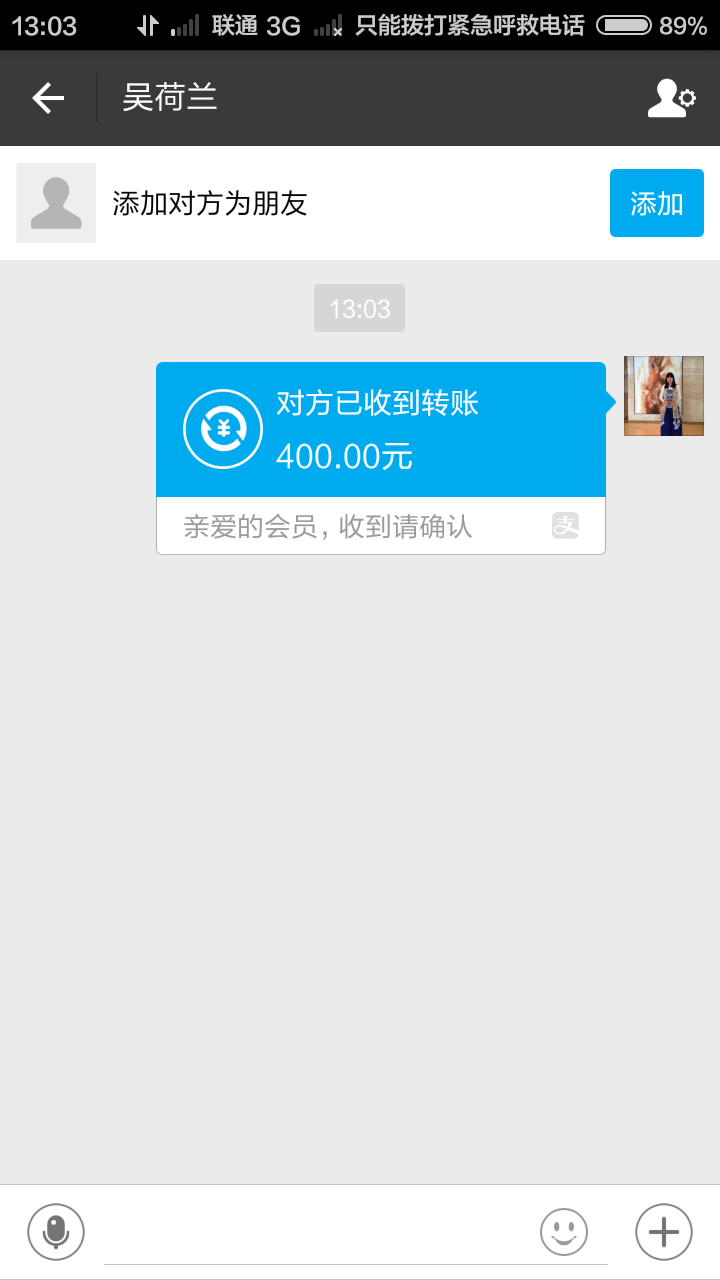 13:03 联通 3G 只能拨打紧急呼救电话 89%
吴荷兰
添加对方为朋友 添加
13:03
对方已收到转账
400.00元
亲爱的会员，收到请确认 支